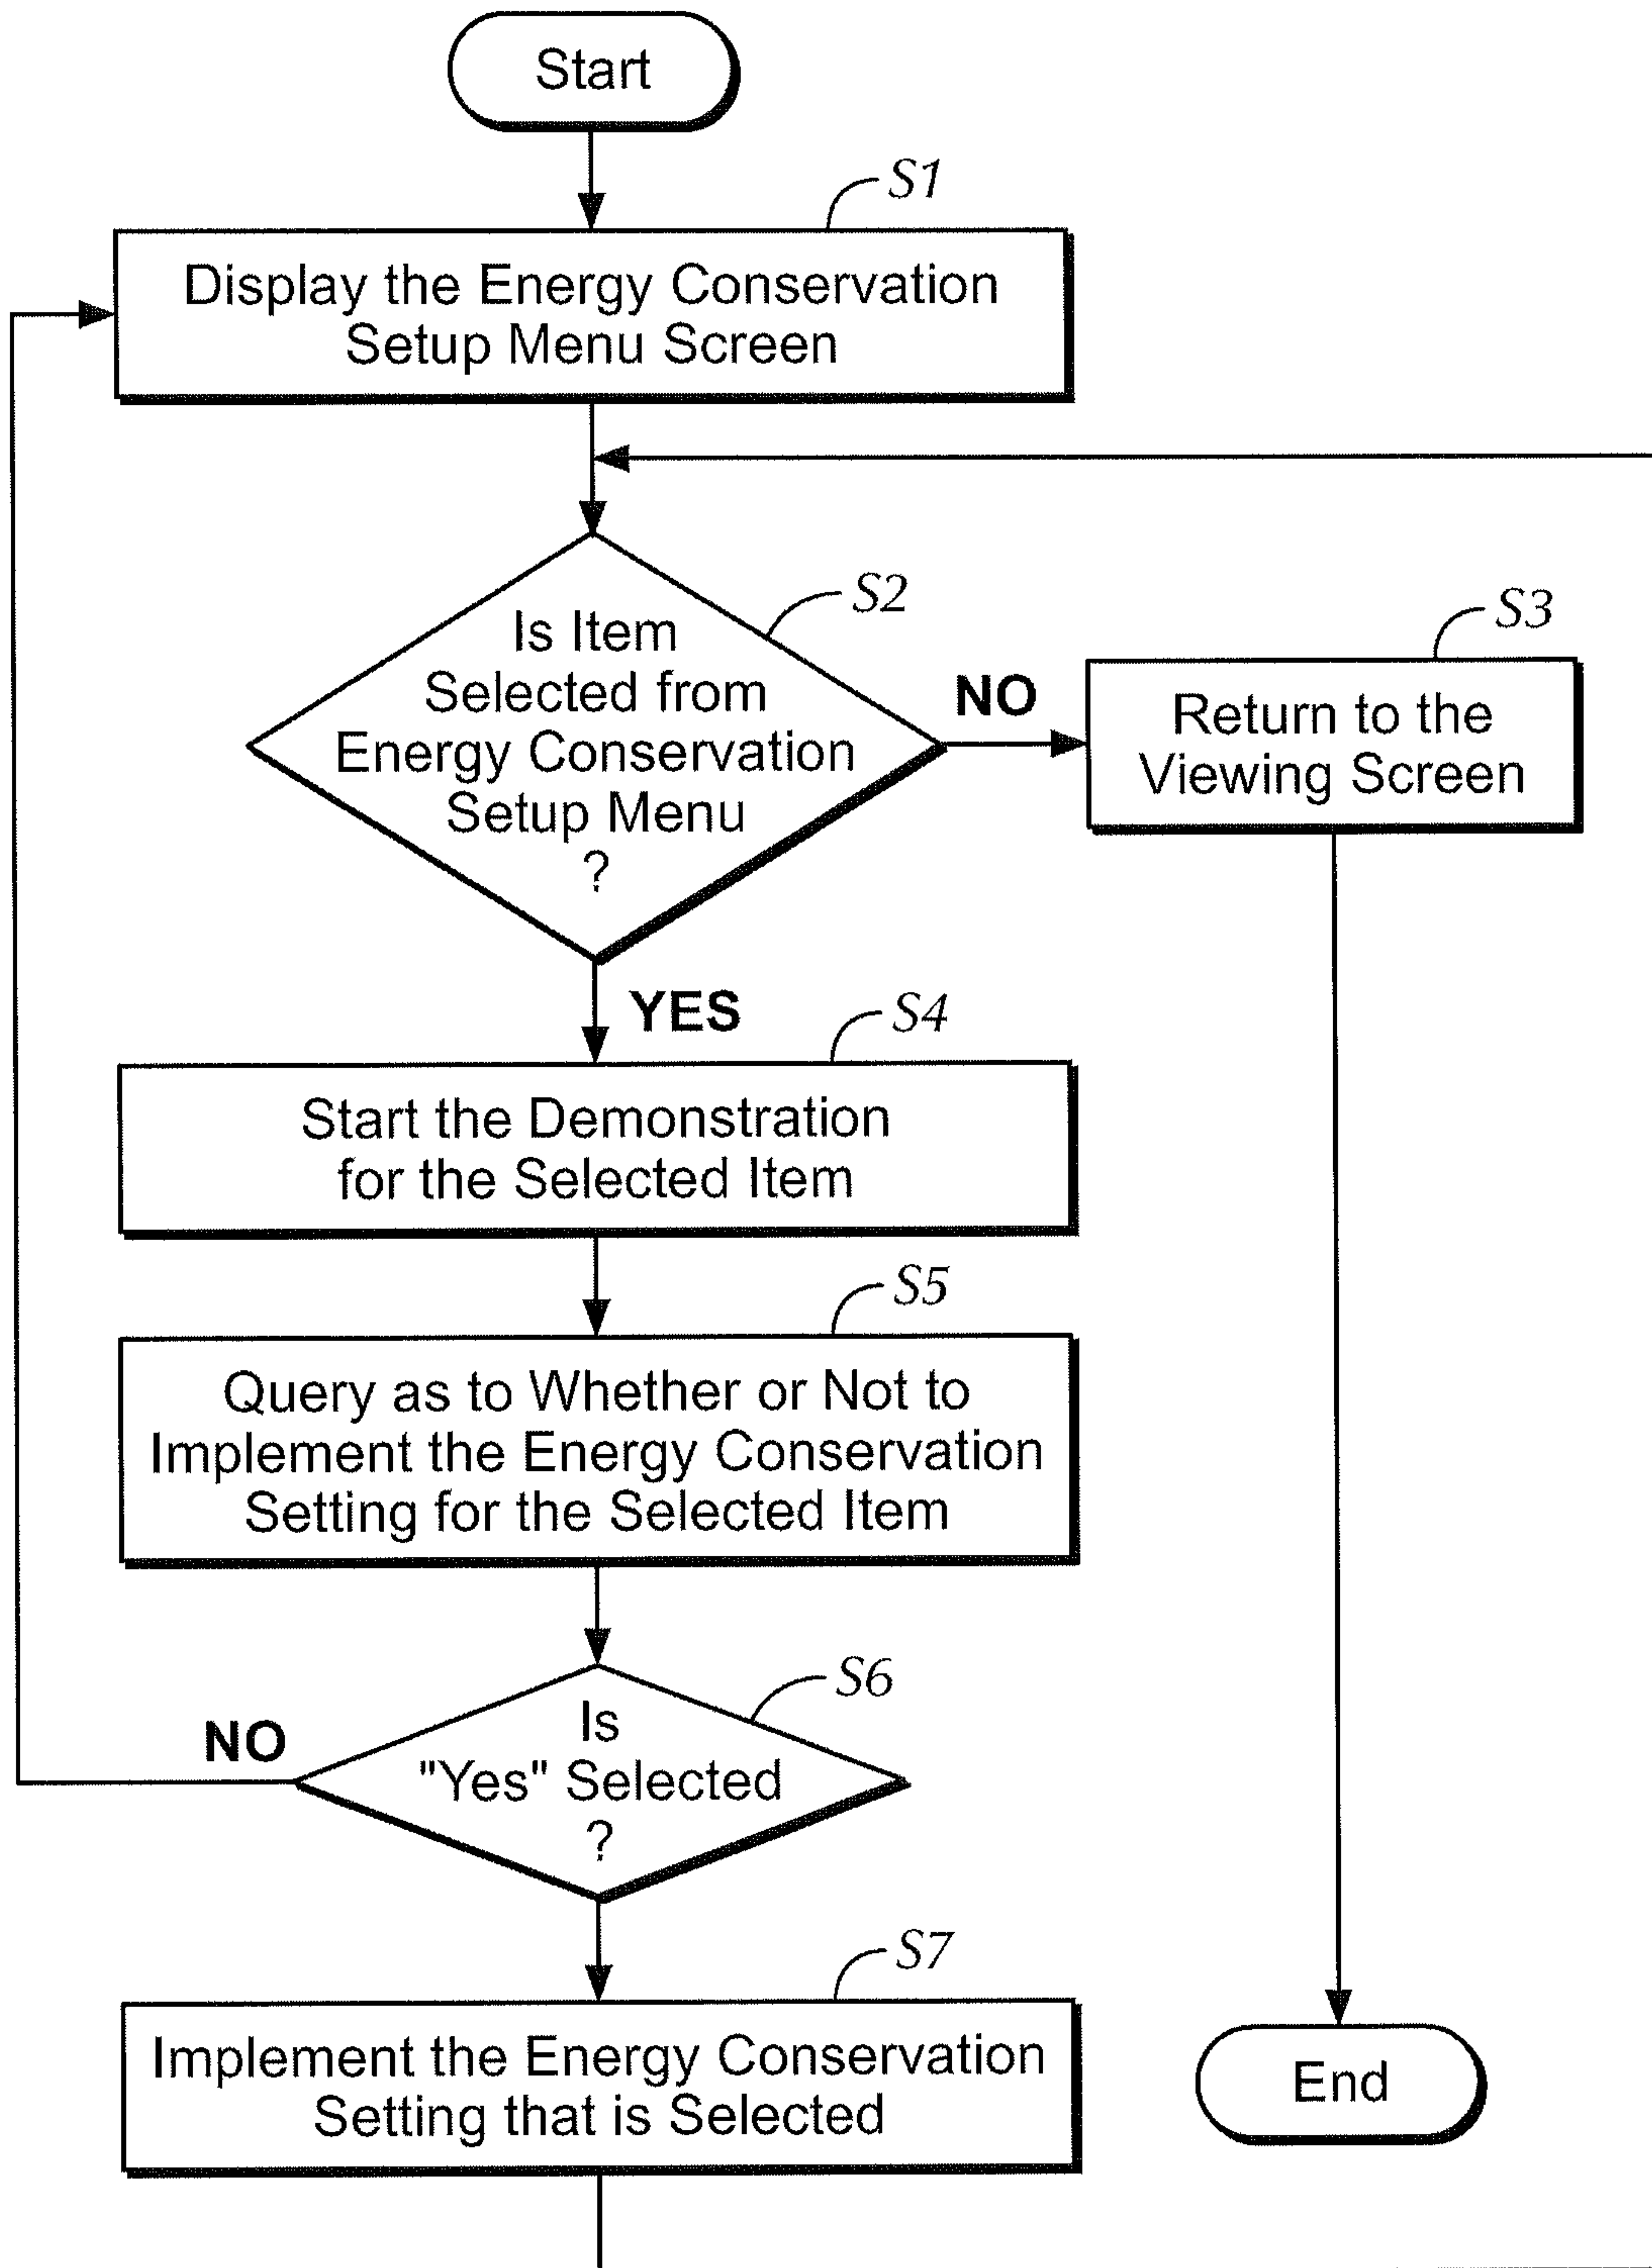 Start
S1
Display the Energy Conservation
Setup Menu Screen
S2
Is Item
Selected from
Energy Conservation
Setup Menu
?
NO
S3
Return to the
Viewing Screen
YES
S4
Start the Demonstration
for the Selected Item
S5
Query as to Whether or Not to
Implement the Energy Conservation
Setting for the Selected Item
S6
Is
"Yes" Selected
?
NO
S7
Implement the Energy Conservation
Setting that is Selected
End